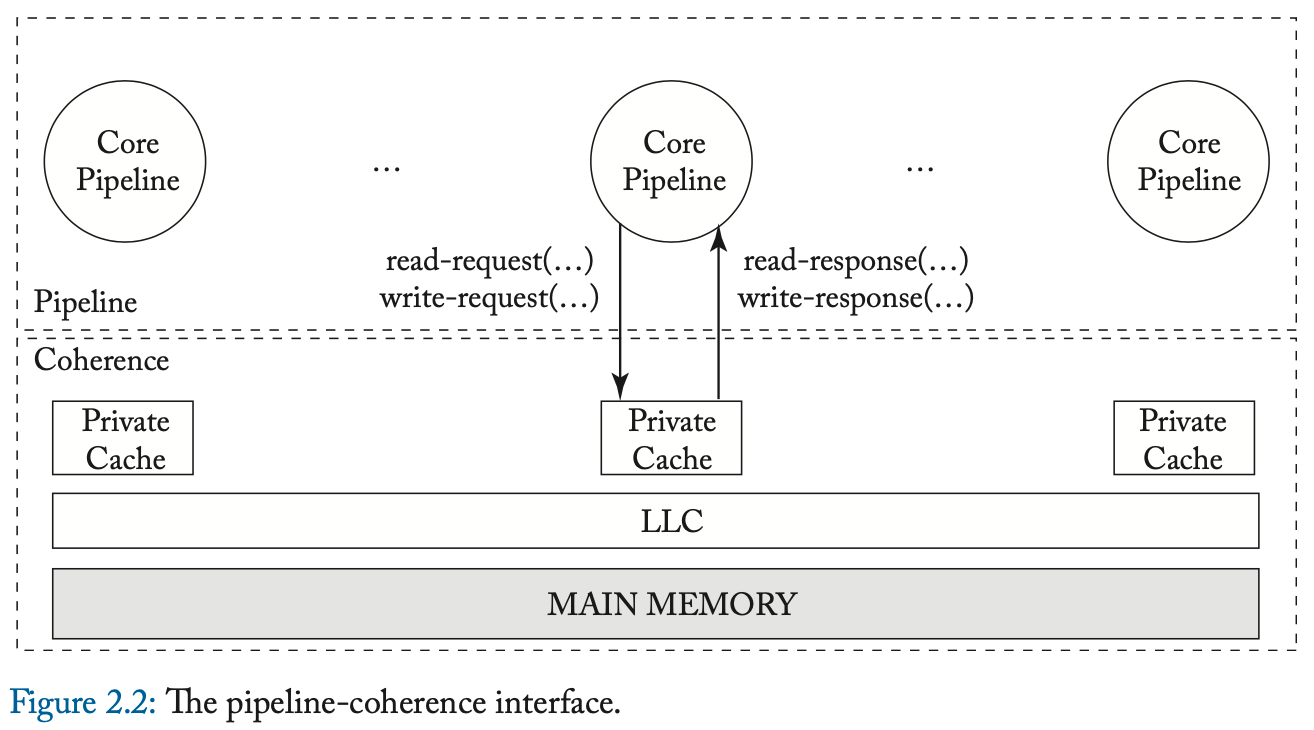 Core
Pipeline
...
Core
Pipeline
...
Core
Pipeline
read-request(...)
write-request(...)
read-response(...)
write-response(...)
Pipeline
Coherence
Private
Cache
Private
Cache
Private
Cache
LLC
MAIN MEMORY
Figure 2.2: The pipeline-coherence interface.